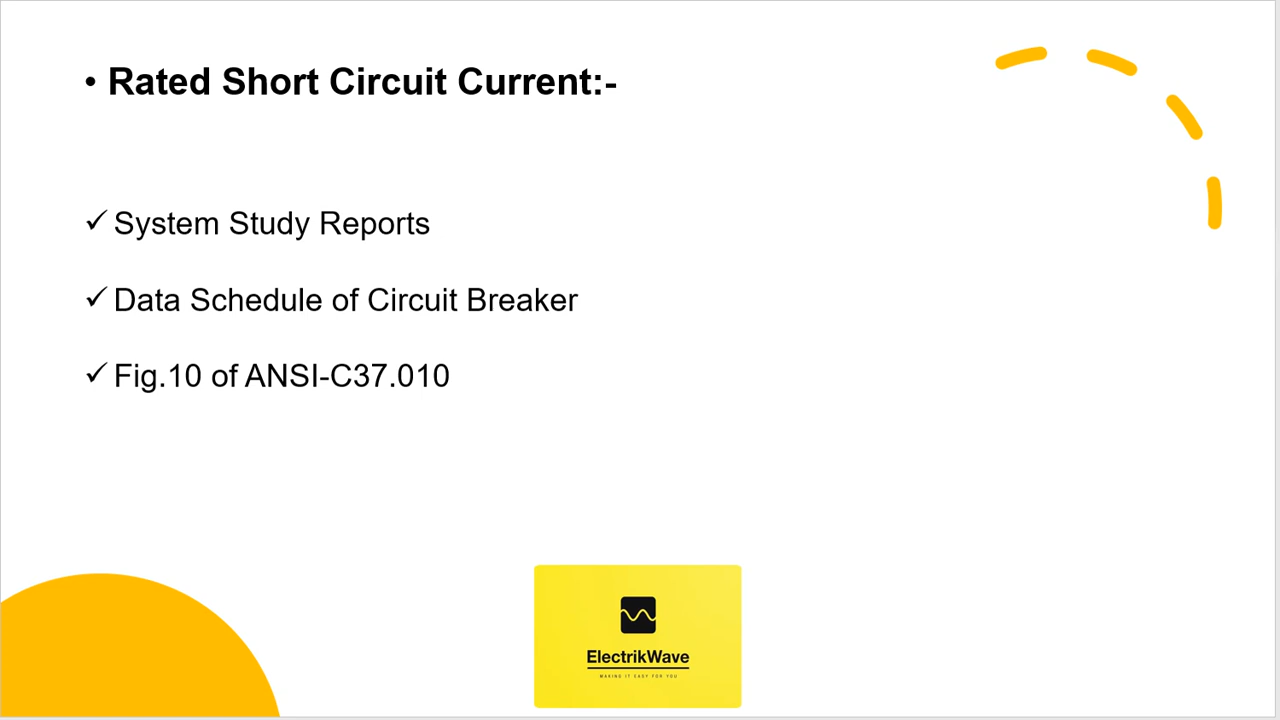 • Rated Short Circuit Current:-
✓ System Study Reports
✓ Data Schedule of Circuit Breaker
✓ Fig.10 of ANSI-C37.010
ElectrikWave
MAKING IT EASY FOR YOU